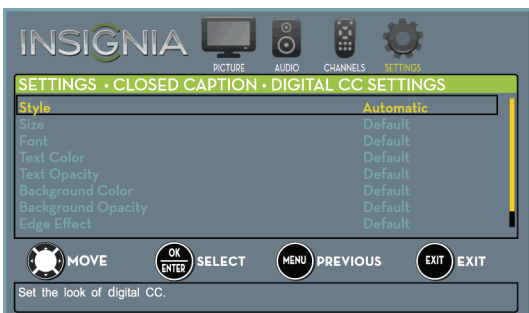 INSIGNIA
PICTURE AUDIO CHANNELS SETTINGS
SETTINGS • CLOSED CAPTION • DIGITAL CC SETTINGS
Style Automatic
Size Default
Font Default
Text Color Default
Text Opacity Default
Background Color Default
Background Opacity Default
Edge Effect Default
MOVE OK ENTER SELECT MENU PREVIOUS EXIT EXIT
Set the look of digital CC.